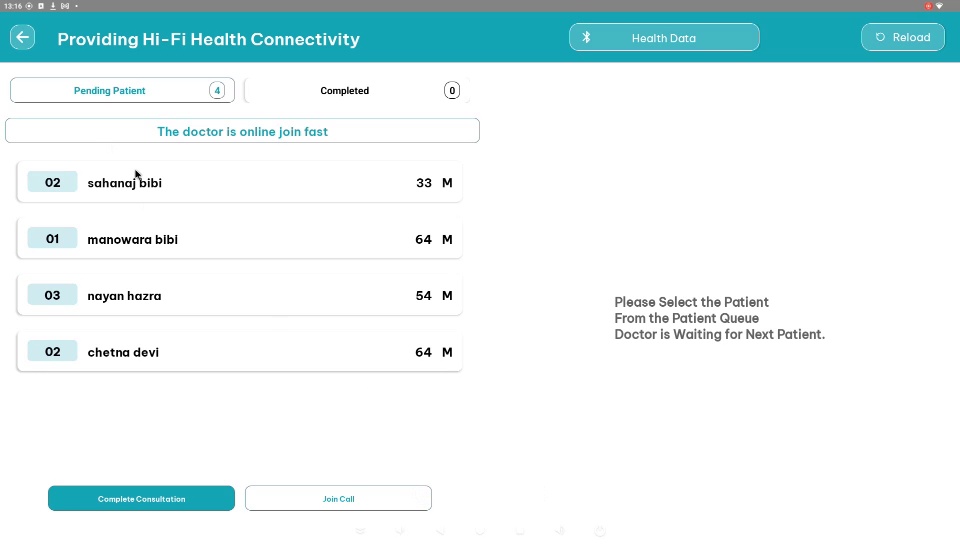 13:16
Providing Hi-Fi Health Connectivity
Health Data
Reload
Pending Patient 4
Completed 0
The doctor is online join fast
02 sahanaj bibi 33 M
01 manowara bibi 64 M
03 nayan hazra 54 M
02 chetna devi 64 M
Please Select the Patient
From the Patient Queue
Doctor is Waiting for Next Patient.
Complete Consultation
Join Call